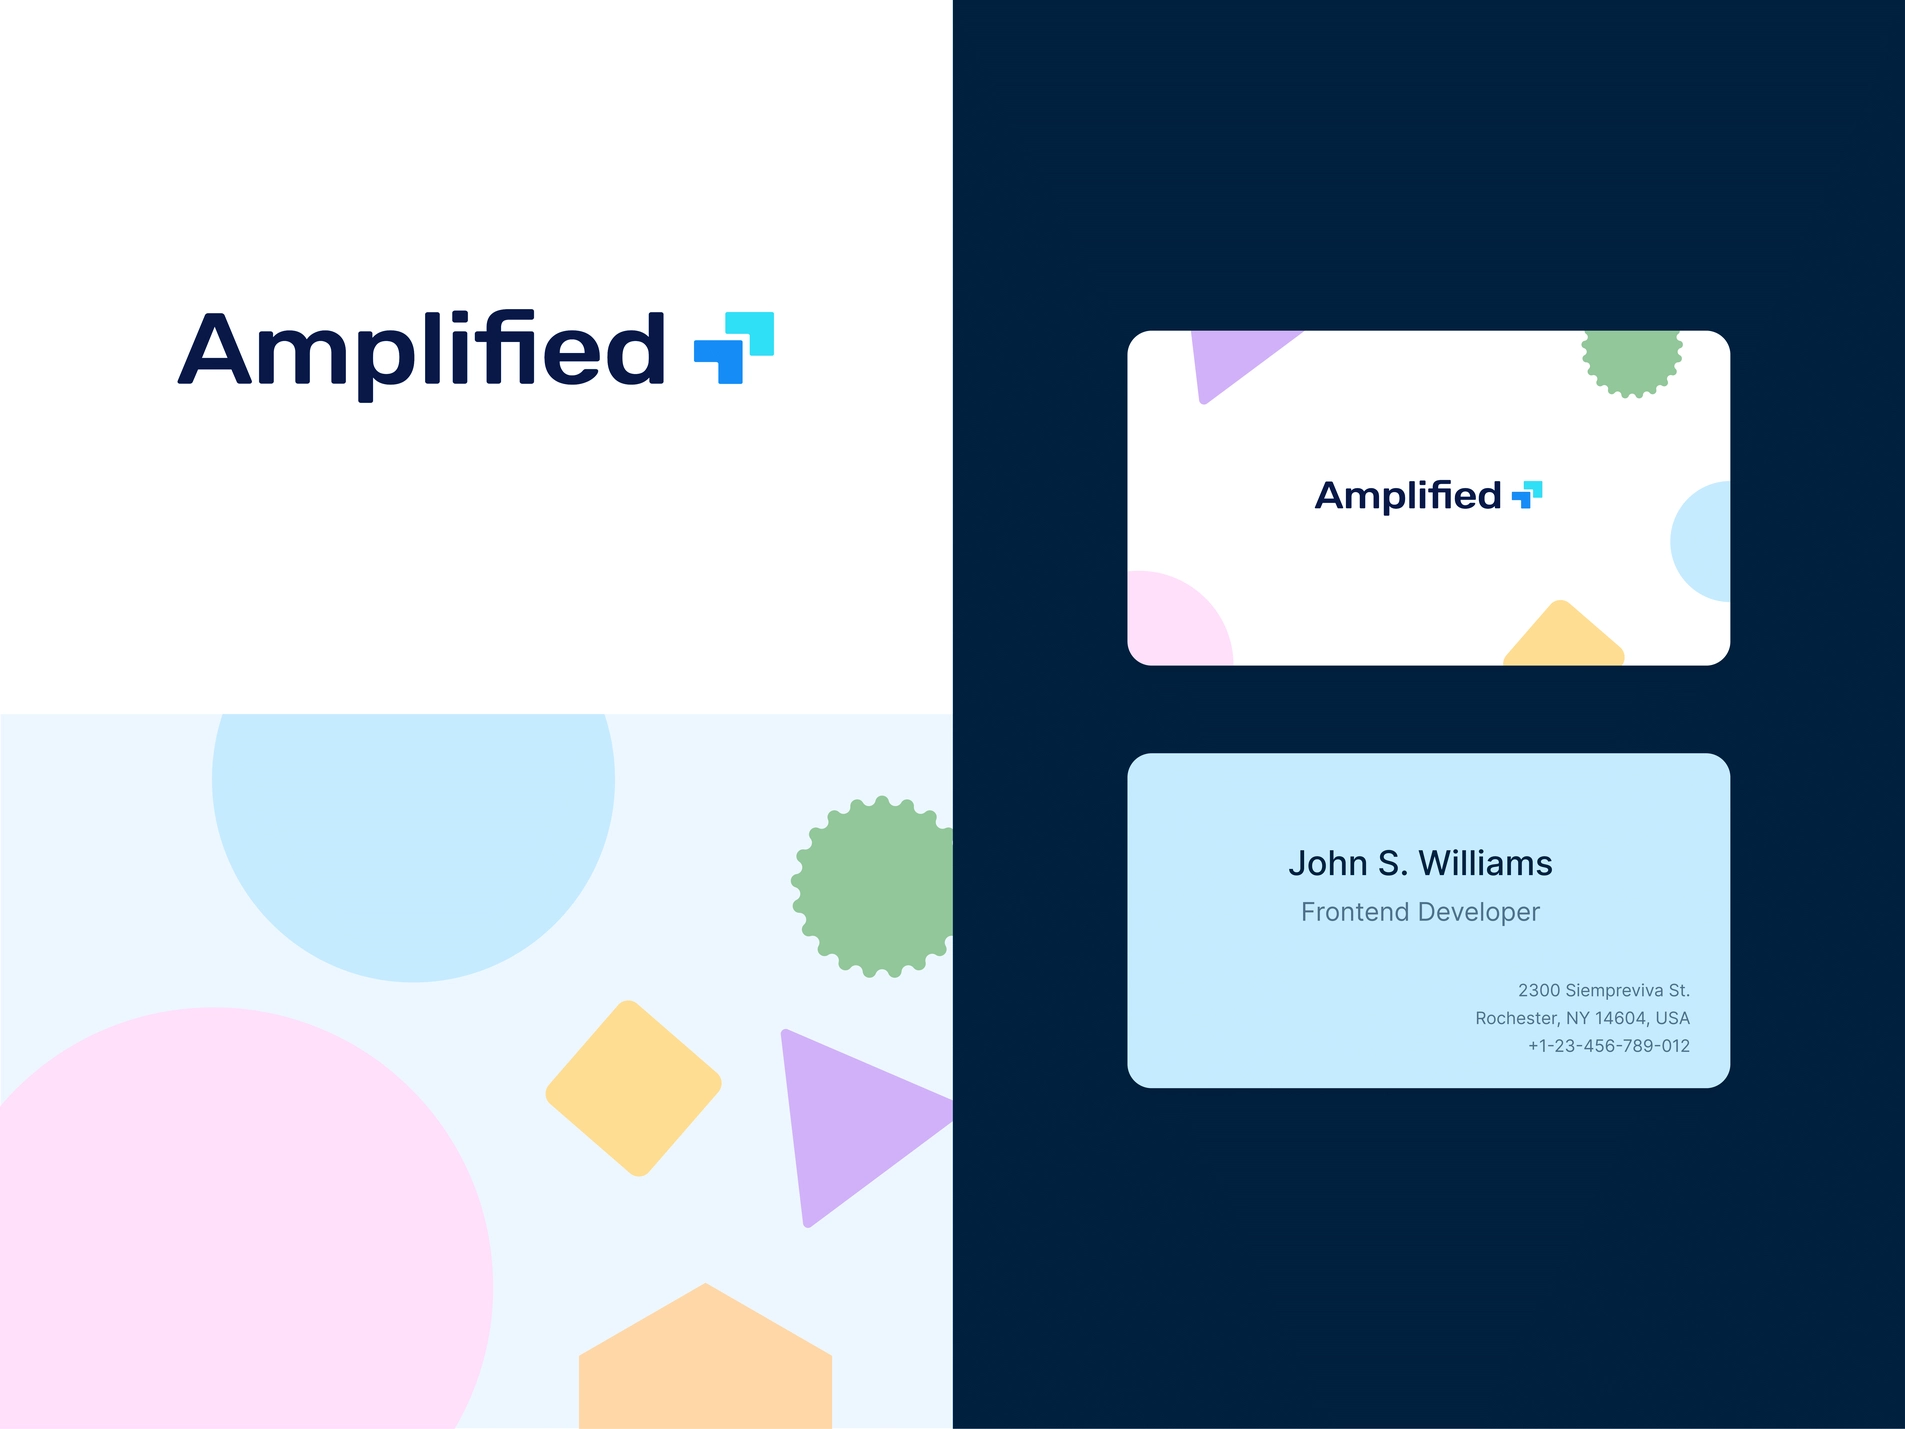 Amplified
Amplified
John S. Williams
Frontend Developer
2300 Siempreviva St.
Rochester, NY 14604, USA
+1-23-456-789-012